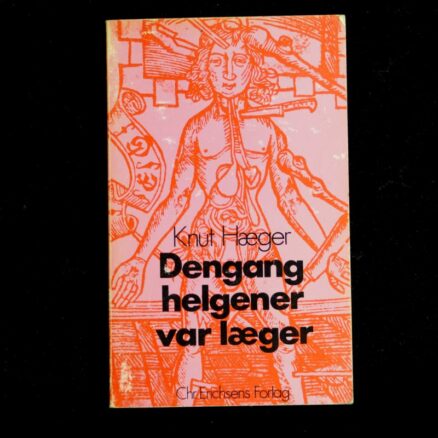 Knut Hæger
Dengang
helgener
var læger
Chr. Erichsens Forlag